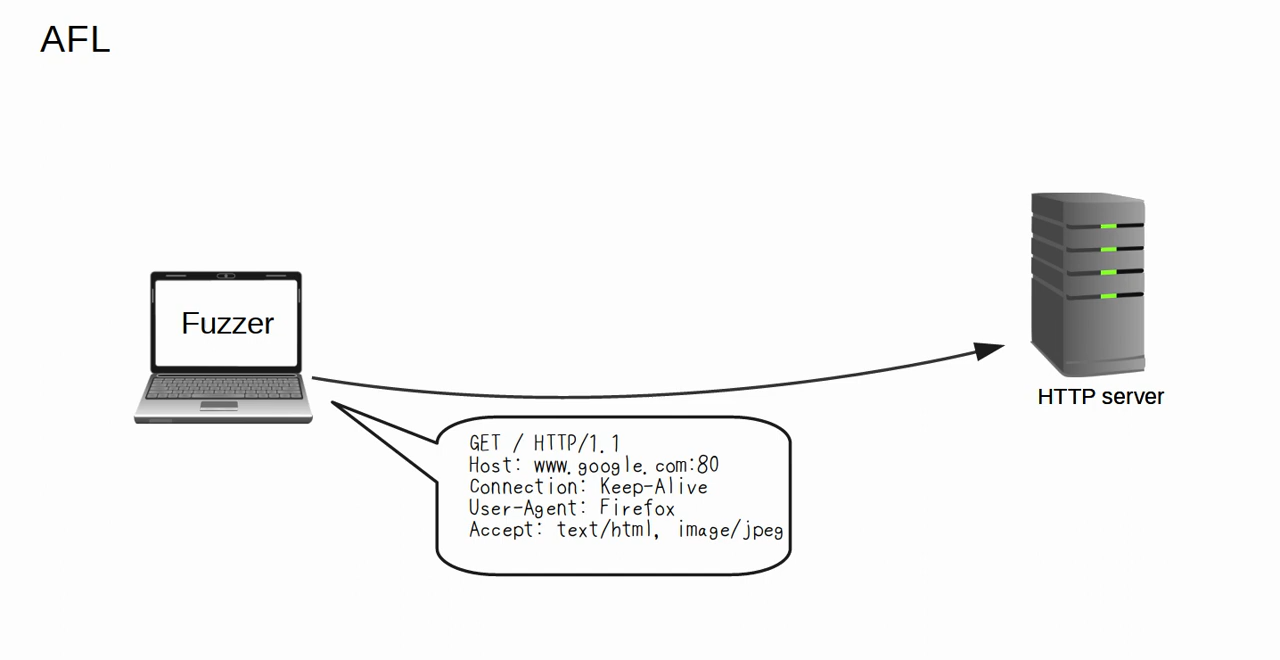 AFL
Fuzzer
HTTP server
GET / HTTP/1.1
Host: www.google.com:80
Connection: Keep-Alive
User-Agent: Firefox
Accept: text/html, image/jpeg